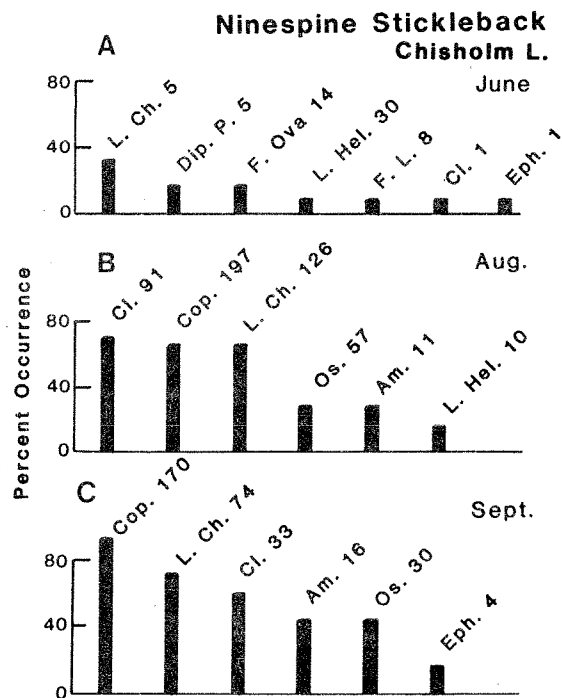 Ninespine Stickleback
Chisholm L.
A
June
80
40
0
L. Ch. 5
Dip. P. 5
F. Ova 14
L. Hel. 30
F. L. 8
Cl. 1
Eph. 1
Percent Occurrence
B
Aug.
80
40
0
Cl. 91
Cop. 197
L. Ch. 126
Os. 57
Am. 11
L. Hel. 10
C
Sept.
80
40
0
Cop. 170
L. Ch. 74
Cl. 33
Am. 16
Os. 30
Eph. 4